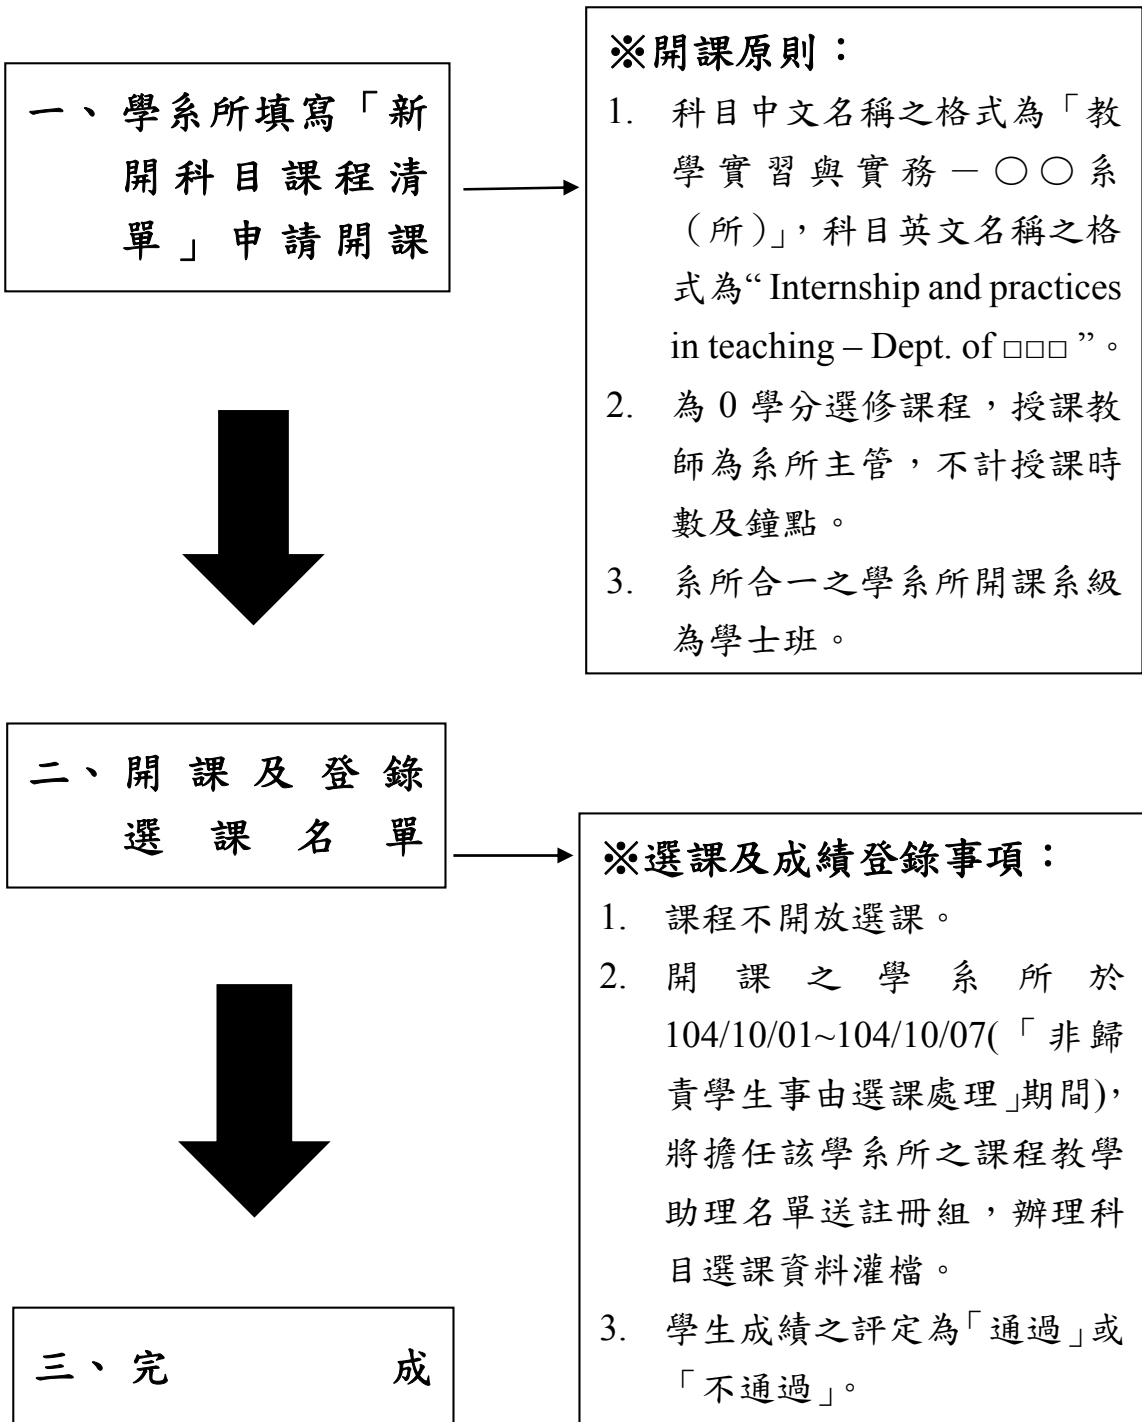 一、學系所填寫「新
開科目課程清
單」申請開課
※開課原則：
1. 科目中文名稱之格式為「教
學實習與實務－○○系
（所）」，科目英文名稱之格
式為“ Internship and practices
in teaching – Dept. of □□□ ”。
2. 為 0 學分選修課程，授課教
師為系所主管，不計授課時
數及鐘點。
3. 系所合一之學系所開課系級
為學士班。
二、開課及登錄
選課名單
※選課及成績登錄事項：
1. 課程不開放選課。
2. 開課之學系所於
104/10/01~104/10/07(「非歸
責學生事由選課處理」期間)，
將擔任該學系所之課程教學
助理名單送註冊組，辦理科
目選課資料灌檔。
3. 學生成績之評定為「通過」或
「不通過」。
三、完成